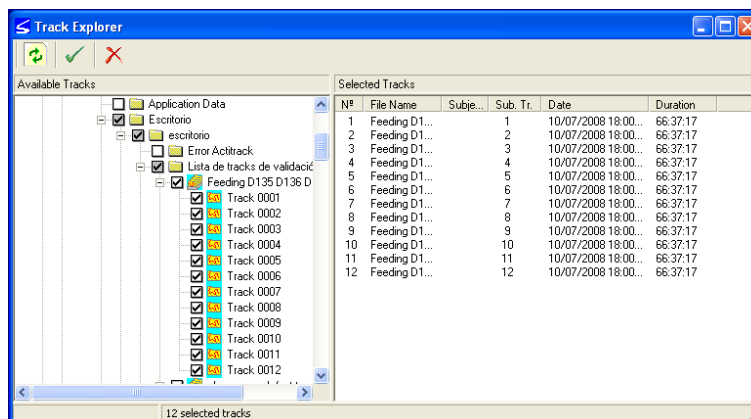 Track Explorer
Available Tracks
Selected Tracks
Application Data
Escritorio
escritorio
Error Actitrack
Lista de tracks de validació
Feeding D135 D136 D
Track 0001
Track 0002
Track 0003
Track 0004
Track 0005
Track 0006
Track 0007
Track 0008
Track 0009
Track 0010
Track 0011
Track 0012
Nº File Name Subje... Sub. Tr. Date Duration
1 Feeding D1... 1 10/07/2008 18:00... 66:37:17
2 Feeding D1... 2 10/07/2008 18:00... 66:37:17
3 Feeding D1... 3 10/07/2008 18:00... 66:37:17
4 Feeding D1... 4 10/07/2008 18:00... 66:37:17
5 Feeding D1... 5 10/07/2008 18:00... 66:37:17
6 Feeding D1... 6 10/07/2008 18:00... 66:37:17
7 Feeding D1... 7 10/07/2008 18:00... 66:37:17
8 Feeding D1... 8 10/07/2008 18:00... 66:37:17
9 Feeding D1... 9 10/07/2008 18:00... 66:37:17
10 Feeding D1... 10 10/07/2008 18:00... 66:37:17
11 Feeding D1... 11 10/07/2008 18:00... 66:37:17
12 Feeding D1... 12 10/07/2008 18:00... 66:37:17
12 selected tracks